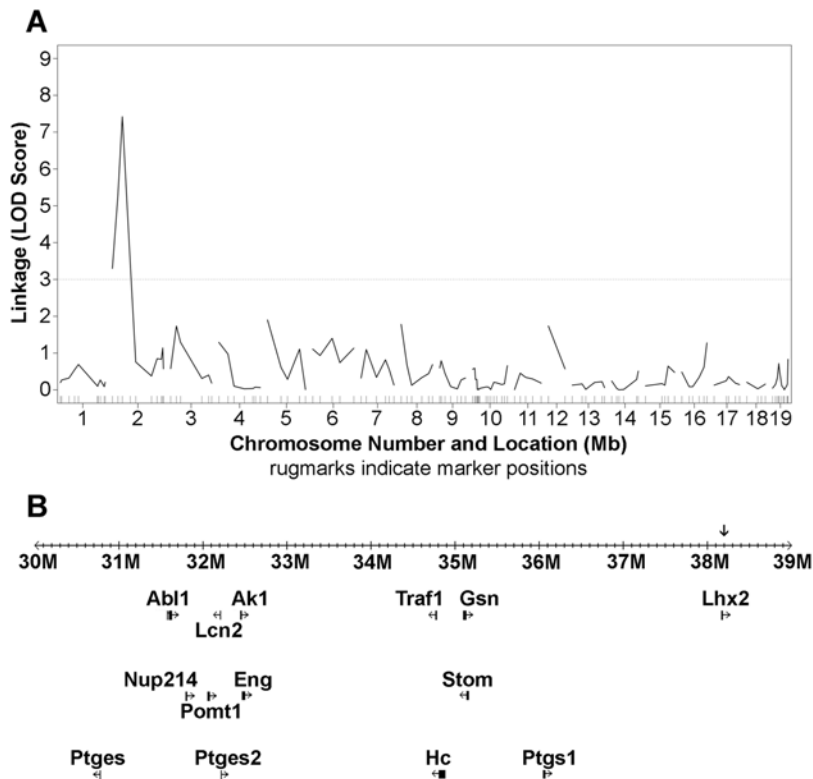 A
Linkage (LOD Score)
9
8
7
6
5
4
3
2
1
0
1 2 3 4 5 6 7 8 9 10 11 12 13 14 15 16 17 18 19
Chromosome Number and Location (Mb)
rugmarks indicate marker positions
B
30M 31M 32M 33M 34M 35M 36M 37M 38M 39M
Abl1 Ak1 Traf1 Gsn Lhx2
Lcn2
Nup214 Eng Stom
Pomt1
Ptges Ptges2 Hc Ptgs1